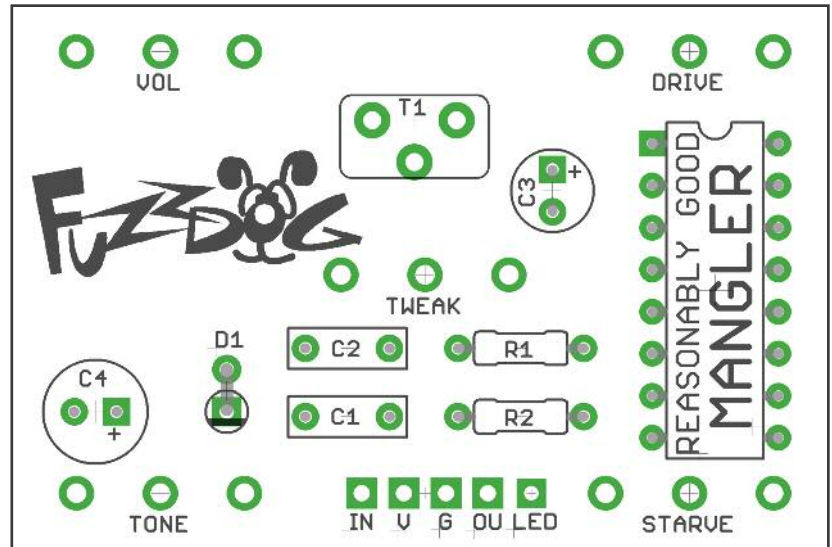 VOL
DRIVE
T1
FuzzDOG
C3
+
REASONABLY GOOD
MANGLER
TWEAK
D1
C2
R1
C4
+
C1
R2
TONE
IN V G OU LED
STARVE